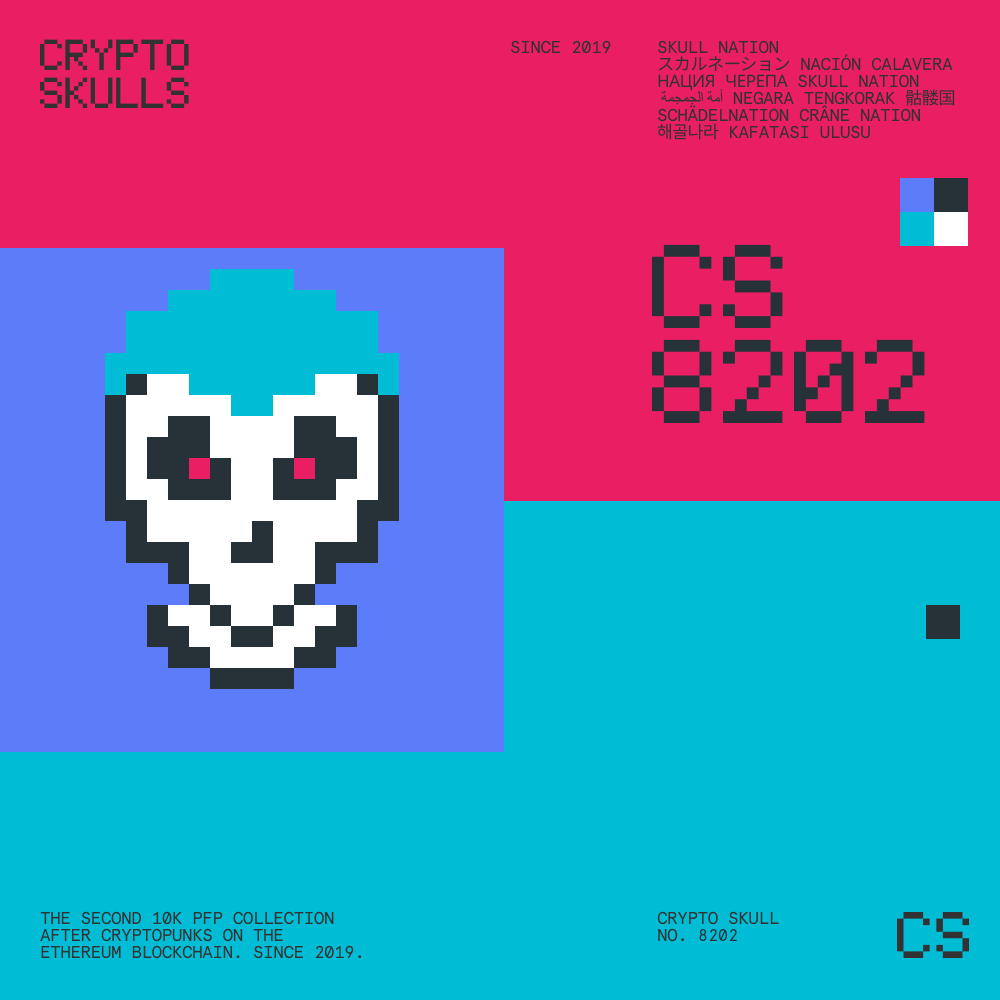 CRYPTO
SKULLS
SINCE 2019
SKULL NATION
スカルネーション NACIÓN CALAVERA
НАЦИЯ ЧЕРЕПА SKULL NATION
أمة الجمجمة NEGARA TENGKORAK 骷髅国
SCHÄDELNATION CRÂNE NATION
해골나라 KAFATASI ULUSU
CS
8202
THE SECOND 10K PFP COLLECTION
AFTER CRYPTOPUNKS ON THE
ETHEREUM BLOCKCHAIN. SINCE 2019.
CRYPTO SKULL
NO. 8202
CS